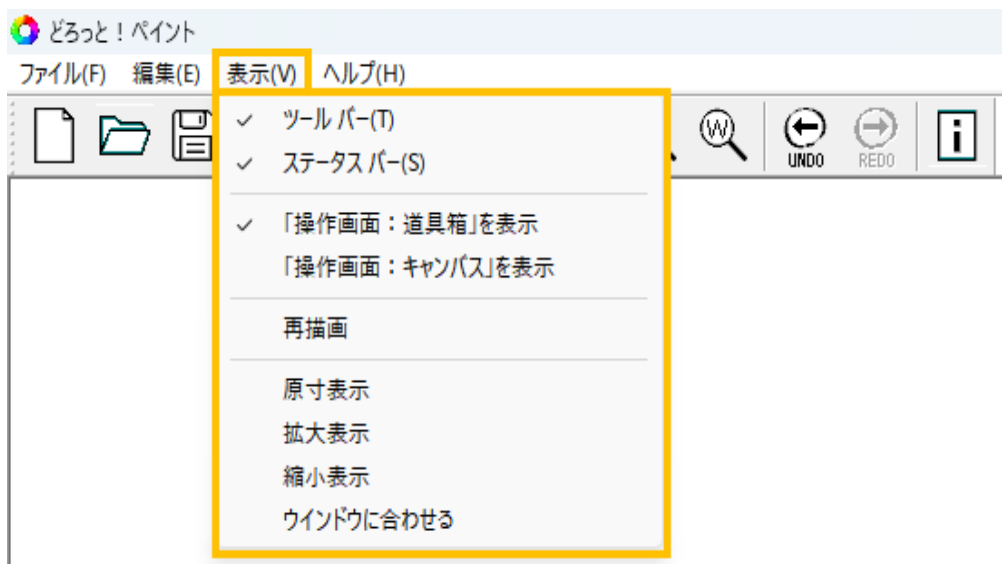 どろっと！ペイント
ファイル(F) 編集(E) 表示(V) ヘルプ(H)
W UNDO REDO i
✓ ツール バー(T)
✓ ステータス バー(S)
✓ 「操作画面：道具箱」を表示
「操作画面：キャンバス」を表示
再描画
原寸表示
拡大表示
縮小表示
ウインドウに合わせる